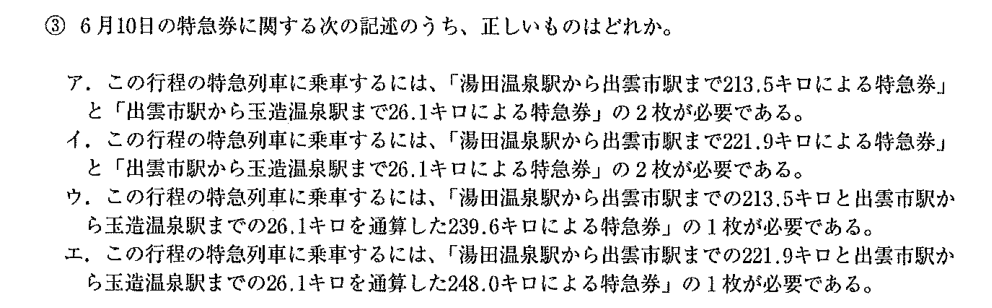 ③ 6月10日の特急券に関する次の記述のうち、正しいものはどれか。
ア．この行程の特急列車に乗車するには、「湯田温泉駅から出雲市駅まで213.5キロによる特急券」
と「出雲市駅から玉造温泉駅まで26.1キロによる特急券」の2枚が必要である。
イ．この行程の特急列車に乗車するには、「湯田温泉駅から出雲市駅まで221.9キロによる特急券」
と「出雲市駅から玉造温泉駅まで26.1キロによる特急券」の2枚が必要である。
ウ．この行程の特急列車に乗車するには、「湯田温泉駅から出雲市駅までの213.5キロと出雲市駅か
ら玉造温泉駅までの26.1キロを通算した239.6キロによる特急券」の1枚が必要である。
エ．この行程の特急列車に乗車するには、「湯田温泉駅から出雲市駅までの221.9キロと出雲市駅か
ら玉造温泉駅までの26.1キロを通算した248.0キロによる特急券」の1枚が必要である。